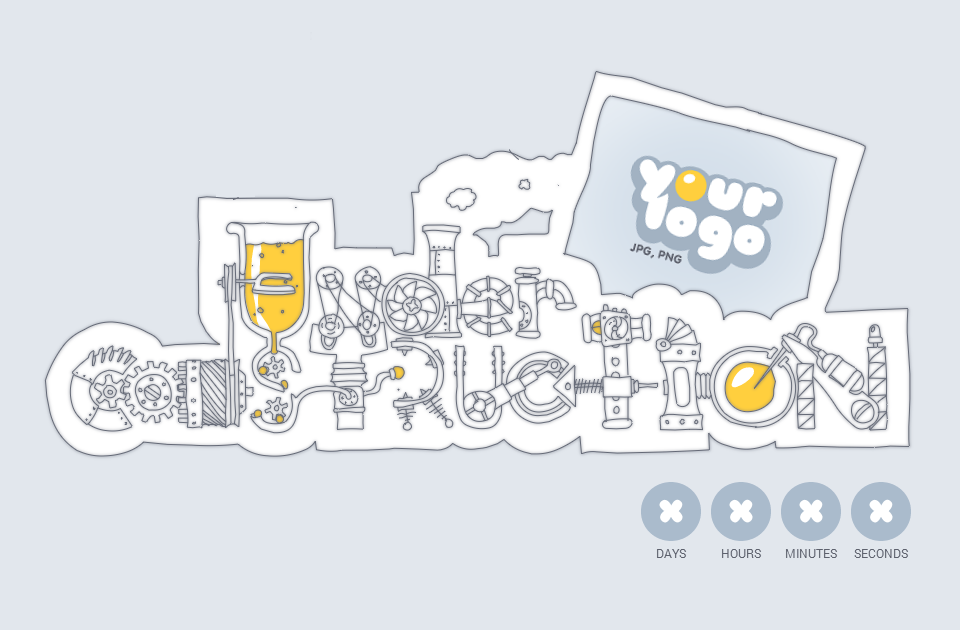 your
logo
JPG, PNG
UNder
CoNSTRUCTiON
DAYS HOURS MINUTES SECONDS